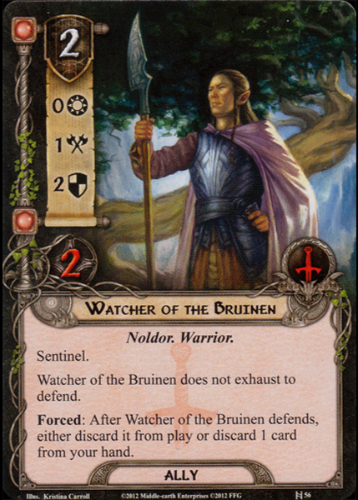 2
0
1
2
2
Watcher of the Bruinen
Noldor. Warrior.
Sentinel.
Watcher of the Bruinen does not exhaust to
defend.
Forced: After Watcher of the Bruinen defends,
either discard it from play or discard 1 card
from your hand.
ALLY
Illus. Kristina Carroll ©2012 Middle-earth Enterprises ©2012 FFG 56